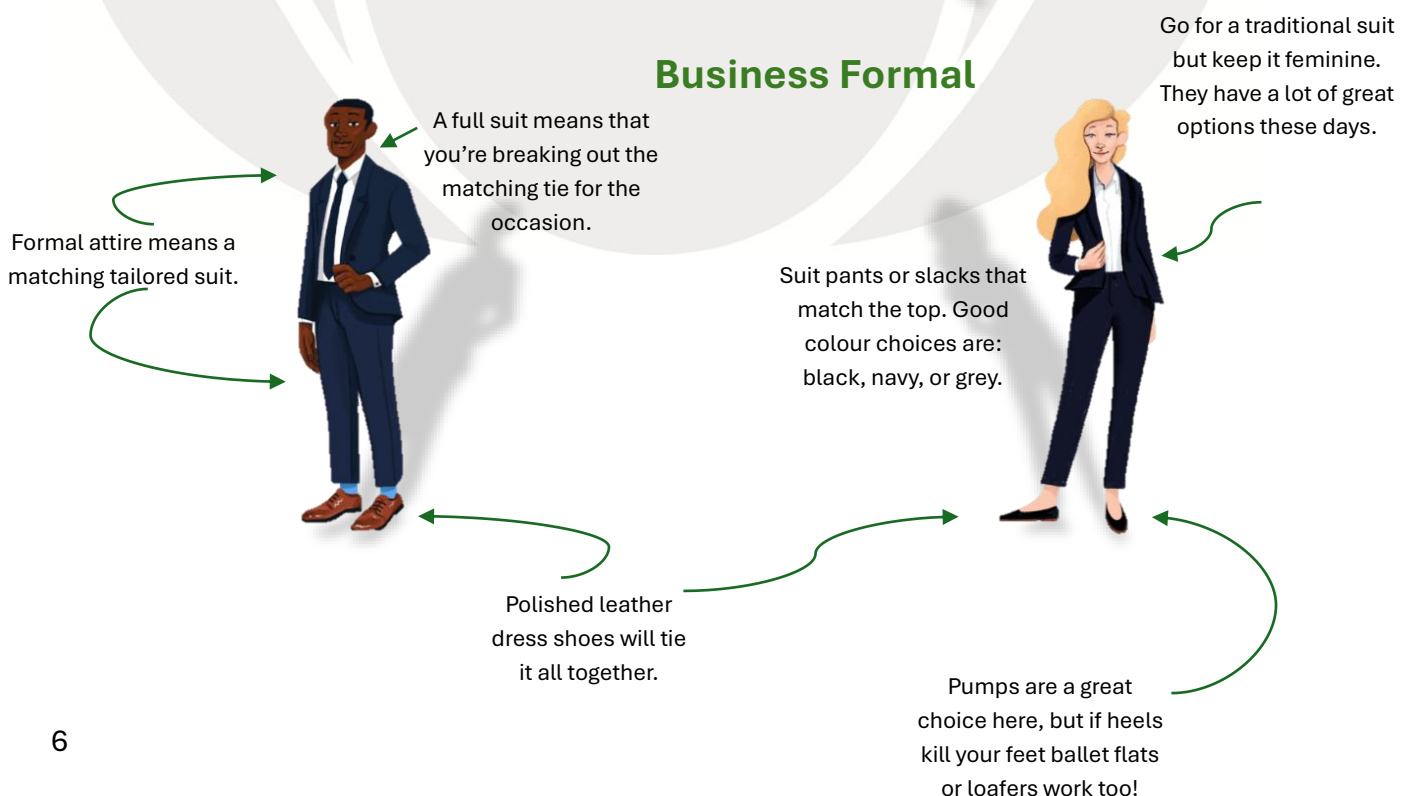 Business Formal
Formal attire means a
matching tailored suit.
A full suit means that
you’re breaking out the
matching tie for the
occasion.
Go for a traditional suit
but keep it feminine.
They have a lot of great
options these days.
Suit pants or slacks that
match the top. Good
colour choices are:
black, navy, or grey.
Polished leather
dress shoes will tie
it all together.
Pumps are a great
choice here, but if heels
kill your feet ballet flats
or loafers work too!
6